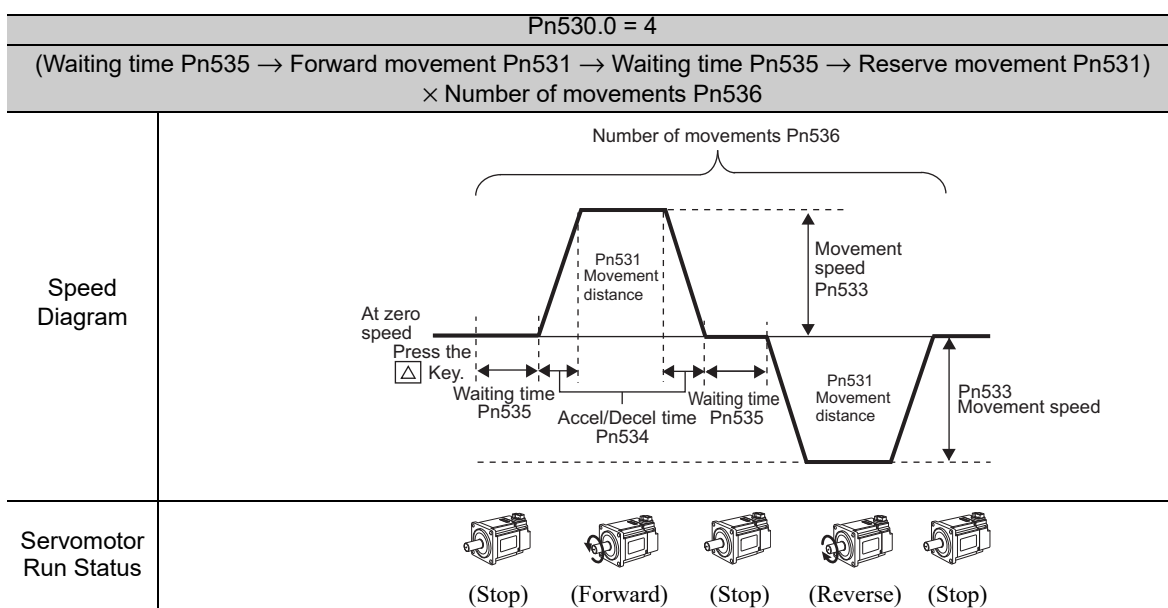 Pn530.0 = 4
(Waiting time Pn535 → Forward movement Pn531 → Waiting time Pn535 → Reserve movement Pn531)
× Number of movements Pn536
Speed
Diagram
Number of movements Pn536
Pn531
Movement
distance
Movement
speed
Pn533
At zero
speed
Press the
△ Key.
Waiting time
Pn535
Accel/Decel time
Pn534
Waiting time
Pn535
Pn531
Movement
distance
Pn533
Movement speed
Servomotor
Run Status
(Stop) (Forward) (Stop) (Reverse) (Stop)